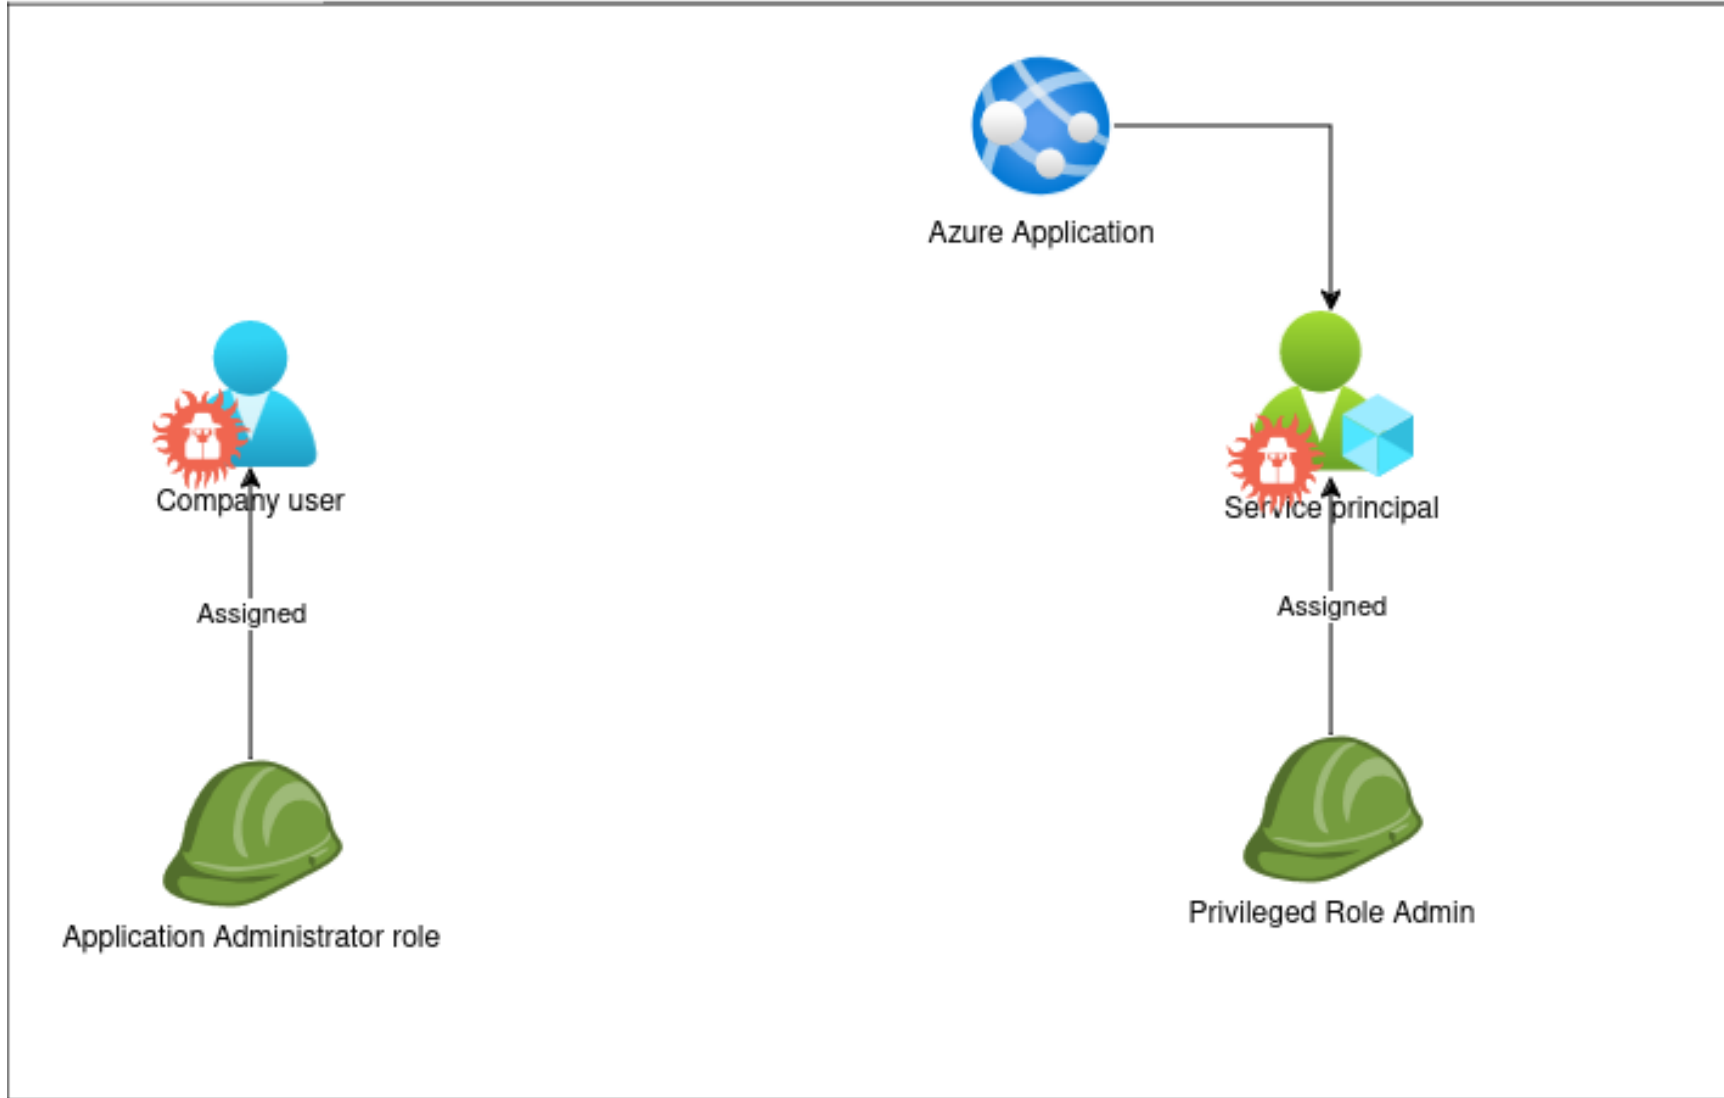 Azure Application
Company user
Service principal
Assigned
Assigned
Application Administrator role
Privileged Role Admin